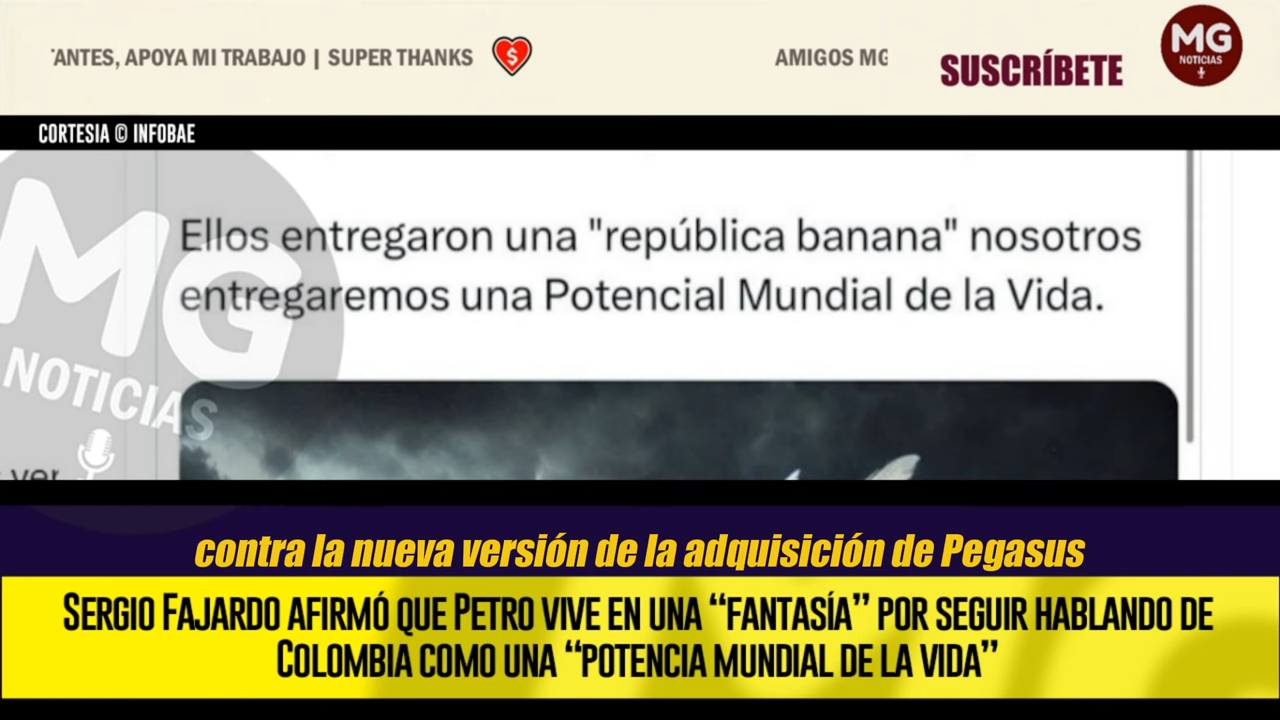 'ANTES, APOYA MI TRABAJO | SUPER THANKS
AMIGOS MG
SUSCRÍBETE
MG
NOTICIAS
CORTESIA © INFOBAE
Ellos entregaron una "república banana" nosotros
entregaremos una Potencial Mundial de la Vida.
MG
NOTICIAS
ver
contra la nueva versión de la adquisición de Pegasus
SERGIO FAJARDO AFIRMÓ QUE PETRO VIVE EN UNA “FANTASÍA” POR SEGUIR HABLANDO DE
COLOMBIA COMO UNA “POTENCIA MUNDIAL DE LA VIDA”